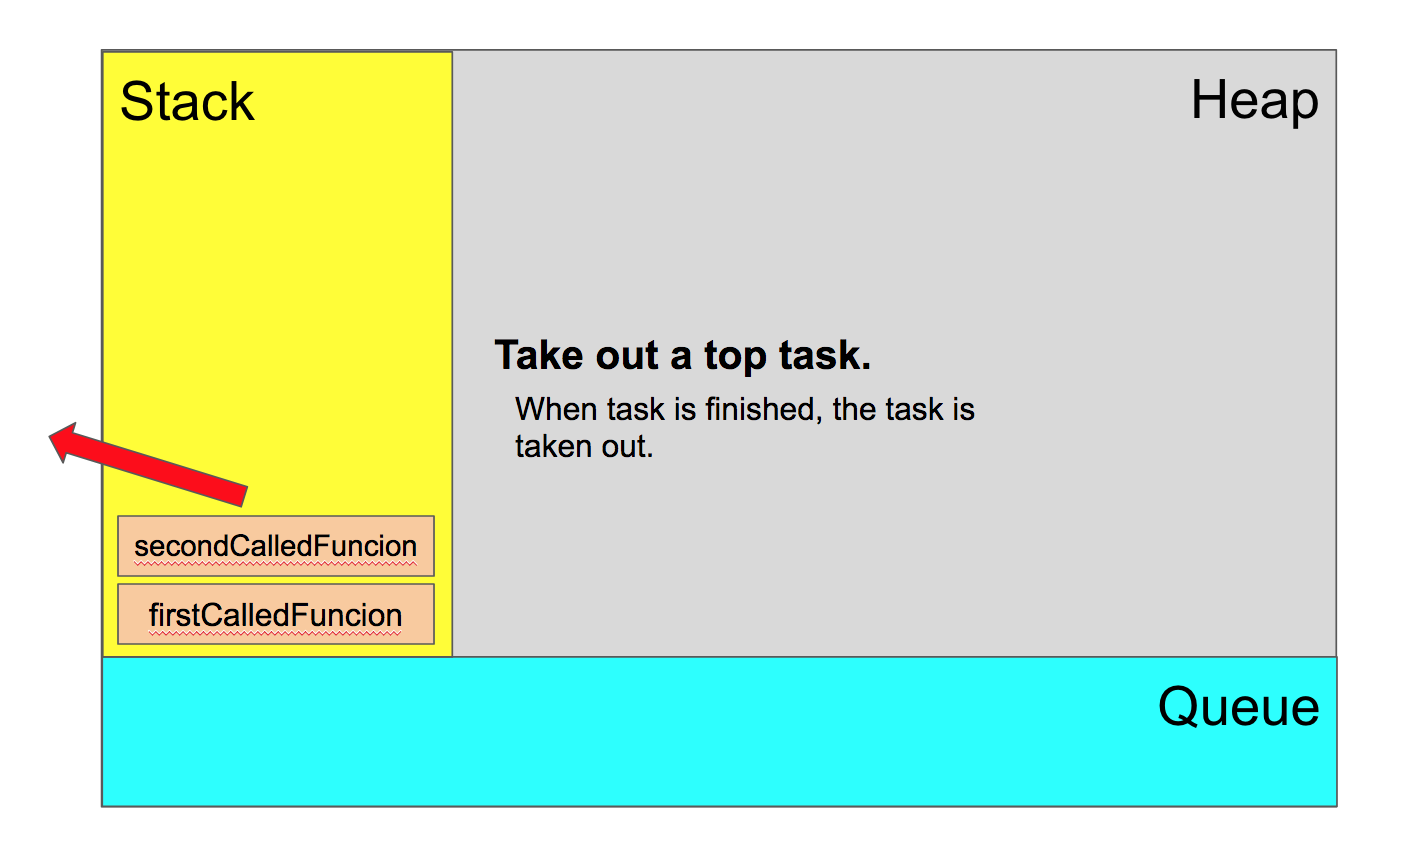 Stack
Heap
Take out a top task.
When task is finished, the task is
taken out.
secondCalledFuncion
firstCalledFuncion
Queue